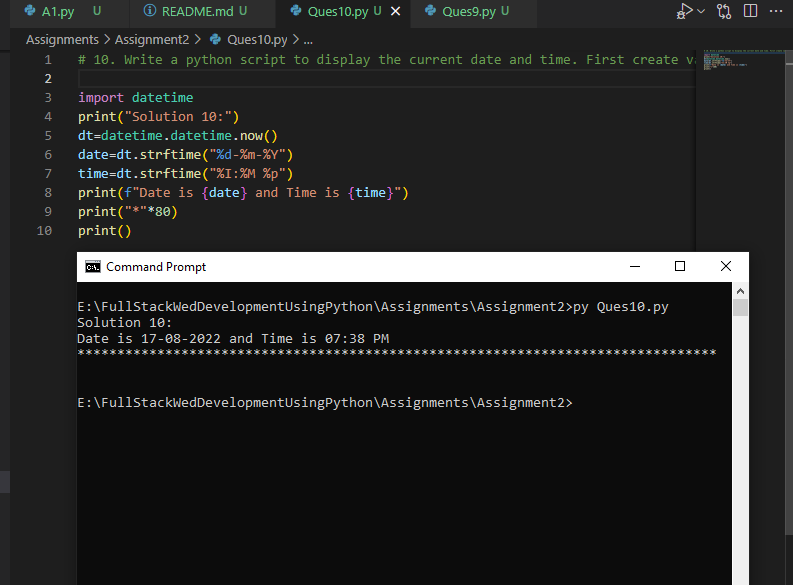 A1.py U README.md U Ques10.py U Ques9.py U
Assignments > Assignment2 > Ques10.py > ...
1 # 10. Write a python script to display the current date and time. First create va
2
3 import datetime
4 print("Solution 10:")
5 dt=datetime.datetime.now()
6 date=dt.strftime("%d-%m-%Y")
7 time=dt.strftime("%I:%M %p")
8 print(f"Date is {date} and Time is {time}")
9 print("*"*80)
10 print()
Command Prompt
E:\FullStackWedDevelopmentUsingPython\Assignments\Assignment2>py Ques10.py
Solution 10:
Date is 17-08-2022 and Time is 07:38 PM
********************************************************************************
E:\FullStackWedDevelopmentUsingPython\Assignments\Assignment2>